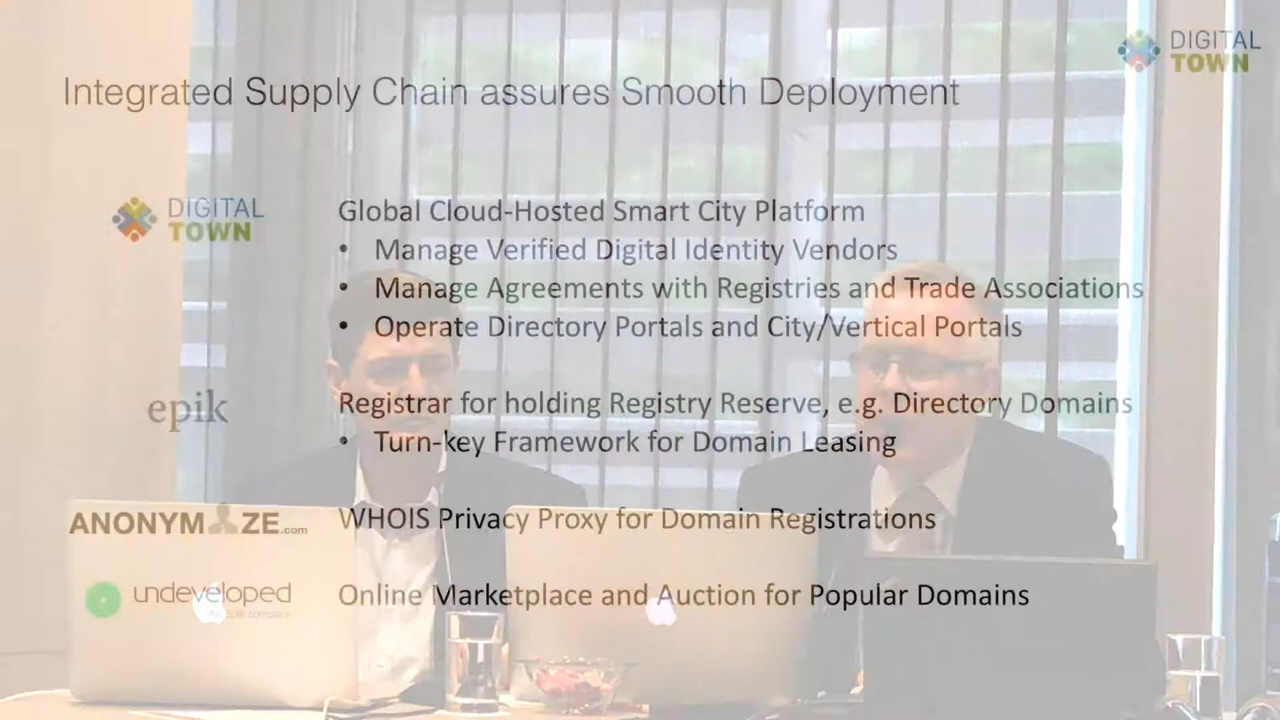 DIGITAL
TOWN
Integrated Supply Chain assures Smooth Deployment
DIGITAL
TOWN
Global Cloud-Hosted Smart City Platform
• Manage Verified Digital Identity Vendors
• Manage Agreements with Registries and Trade Associations
• Operate Directory Portals and City/Vertical Portals
epik
Registrar for holding Registry Reserve, e.g. Directory Domains
• Turn-key Framework for Domain Leasing
ANONYM ZE.com
WHOIS Privacy Proxy for Domain Registrations
undeveloped
company
Online Marketplace and Auction for Popular Domains